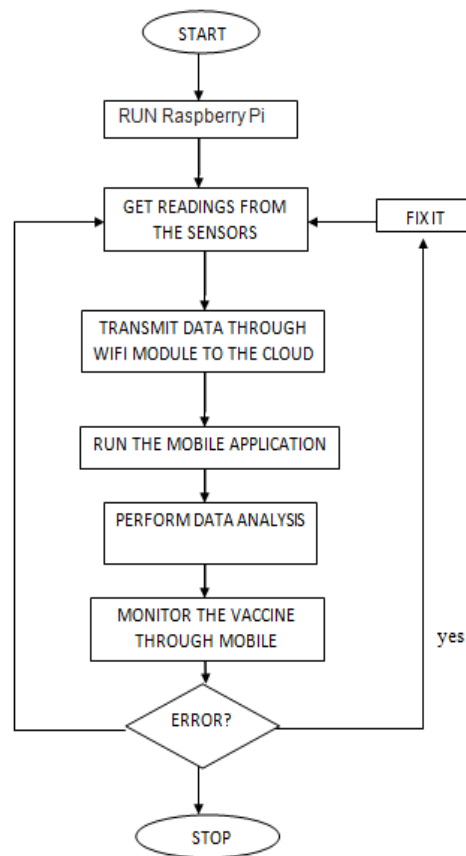 START
RUN Raspberry Pi
GET READINGS FROM
THE SENSORS
FIX IT
TRANSMIT DATA THROUGH
WIFI MODULE TO THE CLOUD
RUN THE MOBILE APPLICATION
PERFORM DATA ANALYSIS
MONITOR THE VACCINE
THROUGH MOBILE
yes
ERROR?
STOP